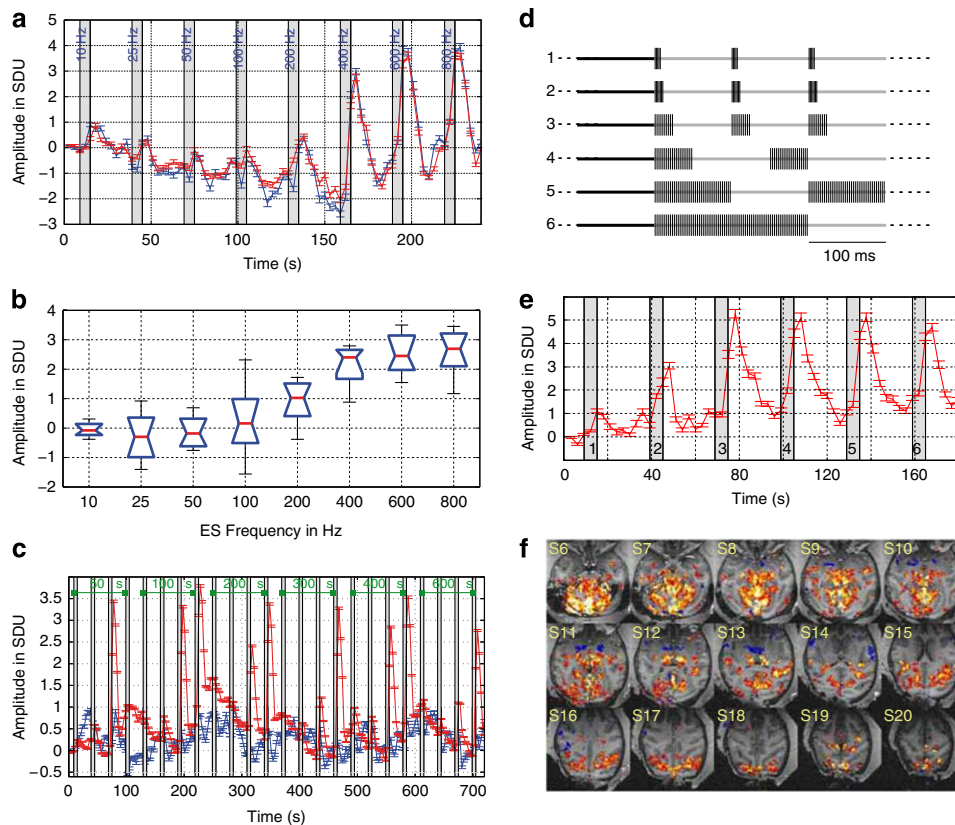 a
5
4
3
2
1
0
−1
−2
−3
Amplitude in SDU
10 Hz
25 Hz
50 Hz
100 Hz
200 Hz
400 Hz
600 Hz
800 Hz
0 50 100 150 200
Time (s)
b
4
3
2
1
0
−1
−2
Amplitude in SDU
10 25 50 100 200 400 600 800
ES Frequency in Hz
c
3.5
3
2.5
2
1.5
1
0.5
0
−0.5
Amplitude in SDU
50 s 100 s 200 s 300 s 400 s 600 s
0 100 200 300 400 500 600 700
Time (s)
d
1
2
3
4
5
6
100 ms
e
5
4
3
2
1
0
Amplitude in SDU
1 2 3 4 5 6
0 40 80 120 160
Time (s)
f
S6 S7 S8 S9 S10
S11 S12 S13 S14 S15
S16 S17 S18 S19 S20